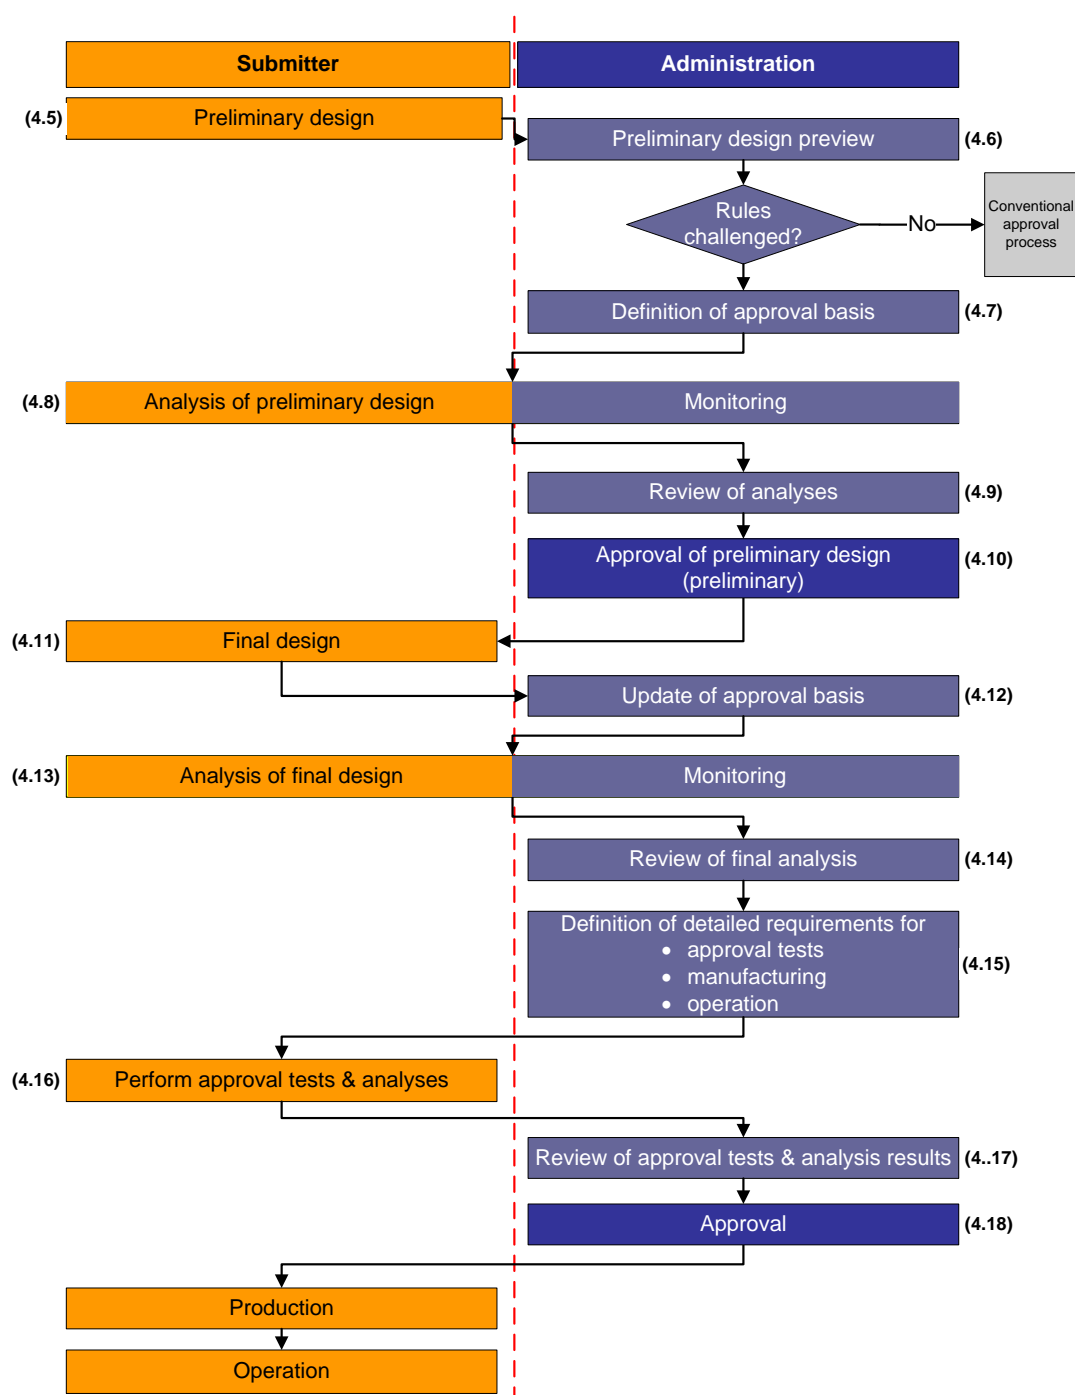 Submitter
Administration
(4.5)
Preliminary design
Preliminary design preview
(4.6)
Rules
challenged?
No
Conventional
approval
process
Definition of approval basis
(4.7)
(4.8)
Analysis of preliminary design
Monitoring
Review of analyses
(4.9)
Approval of preliminary design
(preliminary)
(4.10)
(4.11)
Final design
Update of approval basis
(4.12)
(4.13)
Analysis of final design
Monitoring
Review of final analysis
(4.14)
Definition of detailed requirements for
• approval tests
• manufacturing
• operation
(4.15)
(4.16)
Perform approval tests & analyses
Review of approval tests & analysis results
(4..17)
Approval
(4.18)
Production
Operation